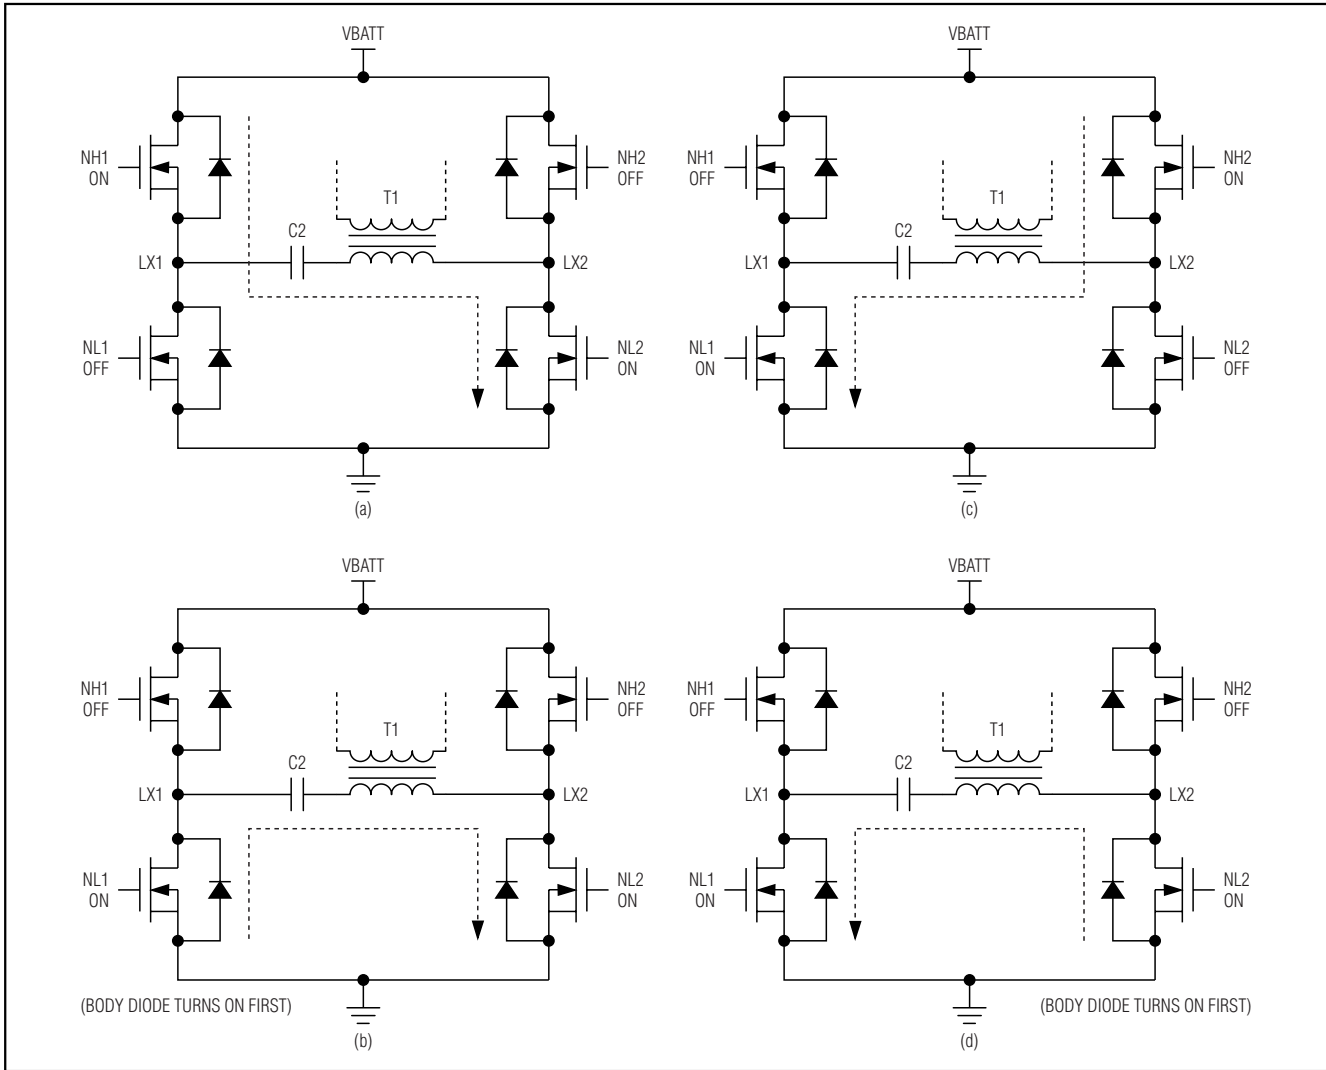 VBATT
NH1
ON
NH2
OFF
T1
C2
LX1
LX2
NL1
OFF
NL2
ON
(a)
VBATT
NH1
OFF
NH2
ON
T1
C2
LX1
LX2
NL1
ON
NL2
OFF
(c)
VBATT
NH1
OFF
NH2
OFF
T1
C2
LX1
LX2
NL1
ON
NL2
ON
(BODY DIODE TURNS ON FIRST)
(b)
VBATT
NH1
OFF
NH2
OFF
T1
C2
LX1
LX2
NL1
ON
NL2
ON
(BODY DIODE TURNS ON FIRST)
(d)